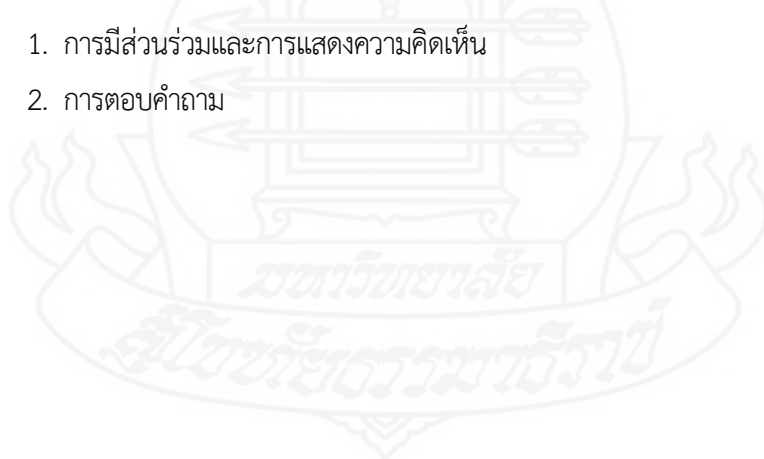 1. การมีส่วนร่วมและการแสดงความคิดเห็น
2. การตอบคำถาม
มหาวิทยาลัย
สุโขทัยธรรมาธิราช